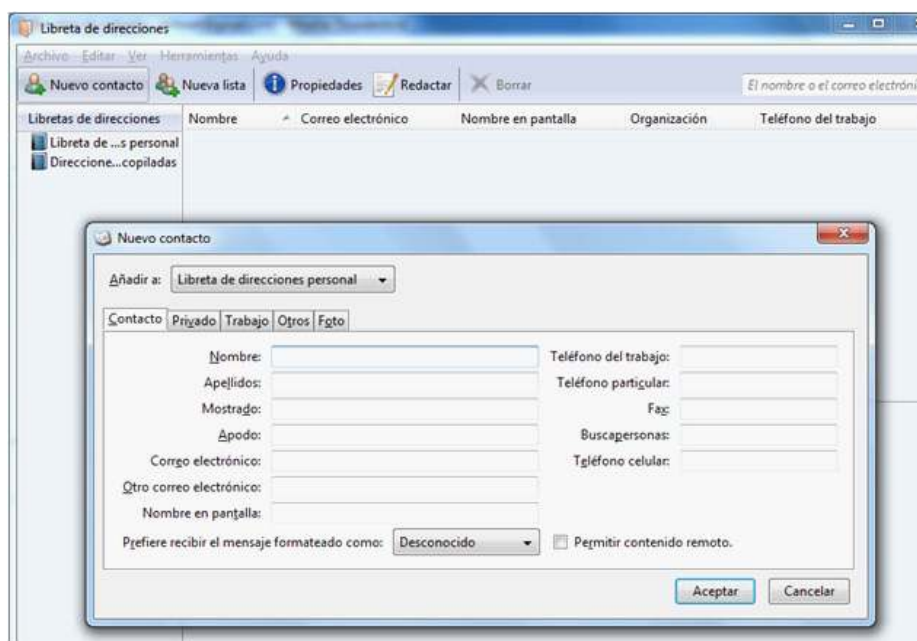 Libreta de direcciones
Archivo Editar Ver Herramientas Ayuda
Nuevo contacto Nueva lista Propiedades Redactar Borrar El nombre o el correo electróni
Libretas de direcciones Nombre Correo electrónico Nombre en pantalla Organización Teléfono del trabajo
Libreta de ...s personal
Direccione...copiladas
Nuevo contacto
Añadir a: Libreta de direcciones personal
Contacto Privado Trabajo Otros Foto
Nombre: Teléfono del trabajo:
Apellidos: Teléfono particular:
Mostrado: Fax:
Apodo: Buscapersonas:
Correo electrónico: Teléfono celular:
Otro correo electrónico:
Nombre en pantalla:
Prefiere recibir el mensaje formateado como: Desconocido Permitir contenido remoto.
Aceptar Cancelar